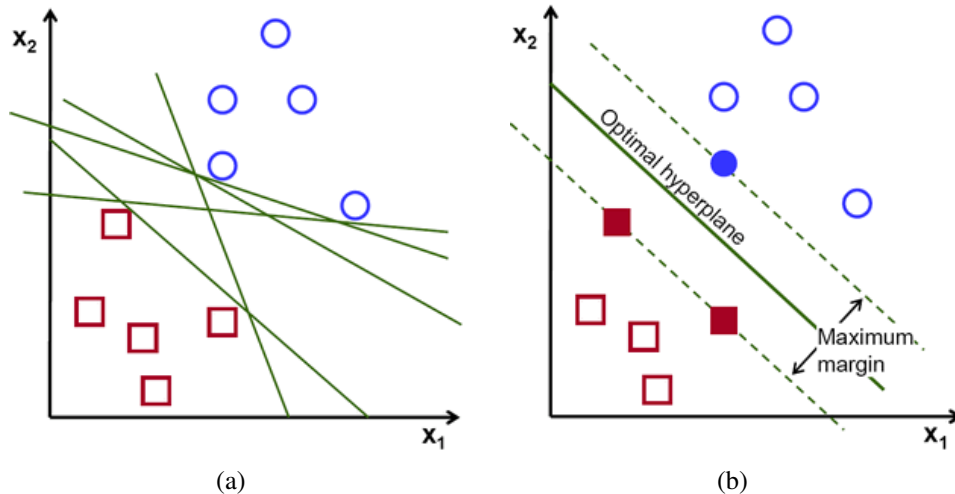 x2
x1
(a)
x2
Optimal hyperplane
Maximum
margin
x1
(b)